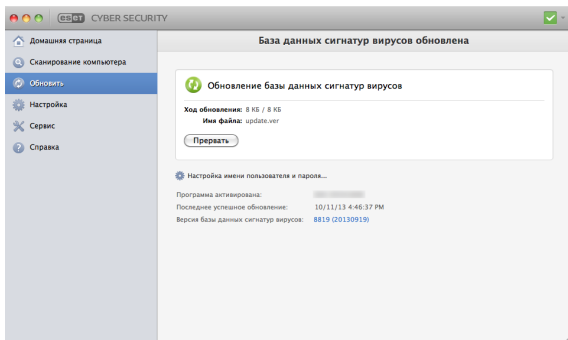 eset CYBER SECURITY
Домашняя страница
Сканирование компьютера
Обновить
Настройка
Сервис
Справка
База данных сигнатур вирусов обновлена
Обновление базы данных сигнатур вирусов
Ход обновления: 8 КБ / 8 КБ
Имя файла: update.ver
Прервать
Настройка имени пользователя и пароля...
Программа активирована:
Последнее успешное обновление: 10/11/13 4:46:37 PM
Версия базы данных сигнатур вирусов: 8819 (20130919)